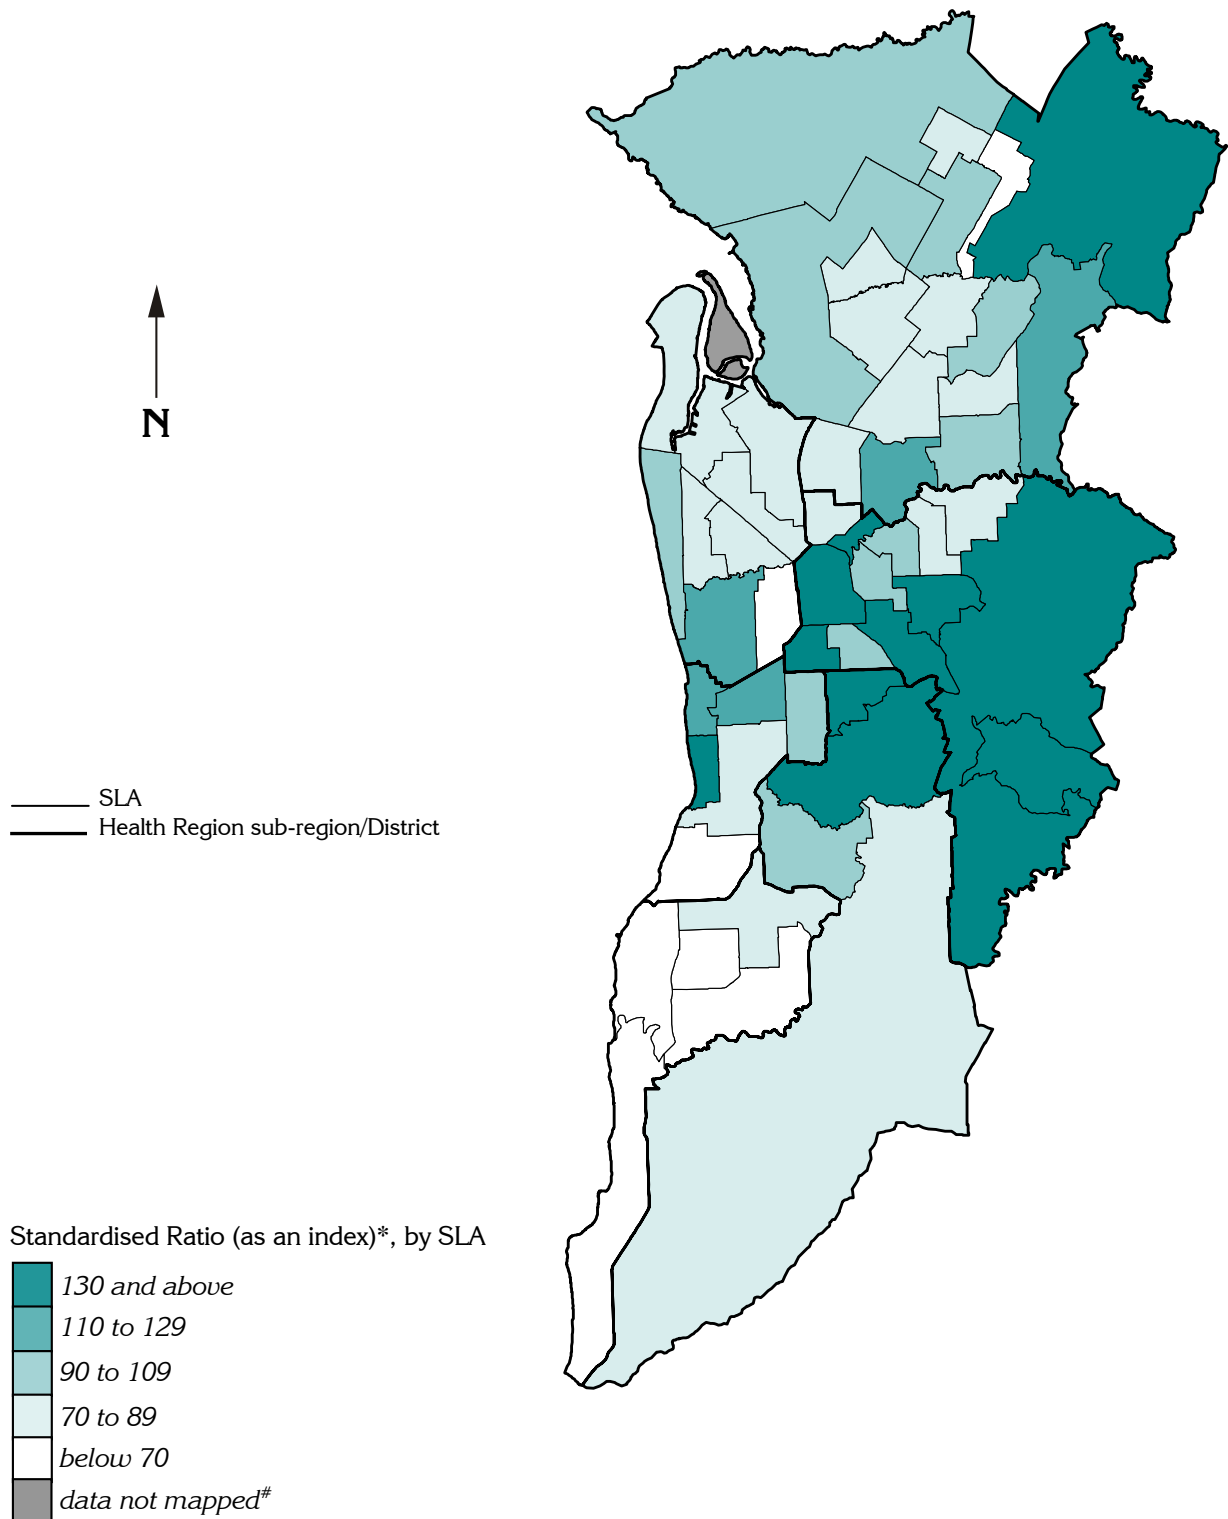 N
SLA
Health Region sub-region/District
Standardised Ratio (as an index)*, by SLA
130 and above
110 to 129
90 to 109
70 to 89
below 70
data not mapped#